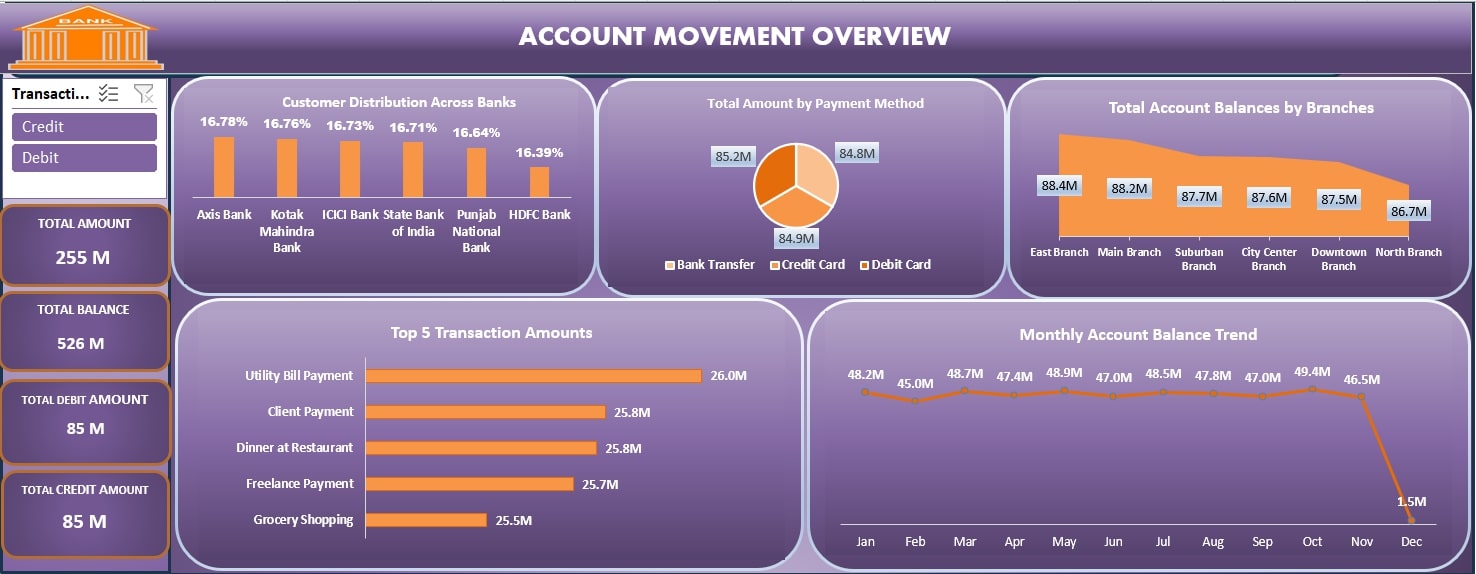 BANK
ACCOUNT MOVEMENT OVERVIEW
Transacti...
Credit
Debit
TOTAL AMOUNT
255 M
TOTAL BALANCE
526 M
TOTAL DEBIT AMOUNT
85 M
TOTAL CREDIT AMOUNT
85 M
Customer Distribution Across Banks
16.78% 16.76% 16.73% 16.71% 16.64% 16.39%
Axis Bank
Kotak
Mahindra
Bank
ICICI Bank
State Bank
of India
Punjab
National
Bank
HDFC Bank
Total Amount by Payment Method
85.2M 84.8M
84.9M
Bank Transfer Credit Card Debit Card
Total Account Balances by Branches
88.4M 88.2M 87.7M 87.6M 87.5M 86.7M
East Branch
Main Branch
Suburban
Branch
City Center
Branch
Downtown
Branch
North Branch
Top 5 Transaction Amounts
Utility Bill Payment 26.0M
Client Payment 25.8M
Dinner at Restaurant 25.8M
Freelance Payment 25.7M
Grocery Shopping 25.5M
Monthly Account Balance Trend
48.2M 45.0M 48.7M 47.4M 48.9M 47.0M 48.5M 47.8M 47.0M 49.4M 46.5M
1.5M
Jan Feb Mar Apr May Jun Jul Aug Sep Oct Nov Dec